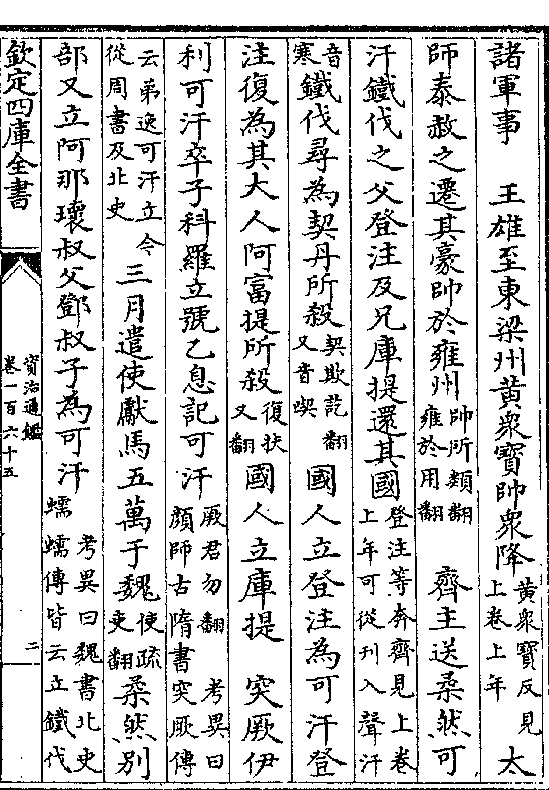 諸軍事　王雄至東梁州黃衆寶帥衆降黃衆寶反見上卷上年太
師泰赦之遷其豪帥於雍州帥所類翻雍於用翻　齊主送柔然可
汗鐵伐之父登注及兄庫提還其國登注等奔齊見上卷上年可從刋入聲汗
音寒鐵伐尋為契丹所殺契欺訖翻又音喫　國人立登注為可汗登
注復為其大人阿富提所殺復扶又翻　國人立庫提　突厥伊
利可汗卒子科羅立號乙息記可汗厥君勿翻顏師古隋書突厥傳考異曰
云弟逸可汗立今從周書及北史三月遣使獻馬五萬于魏使疏吏翻柔然别
部又立阿那瓌叔父鄧叔子為可汗考異曰魏書北史蠕蠕傳皆云立鐵伐
欽定四庫全書
資治通鑑
卷一百六十五
二